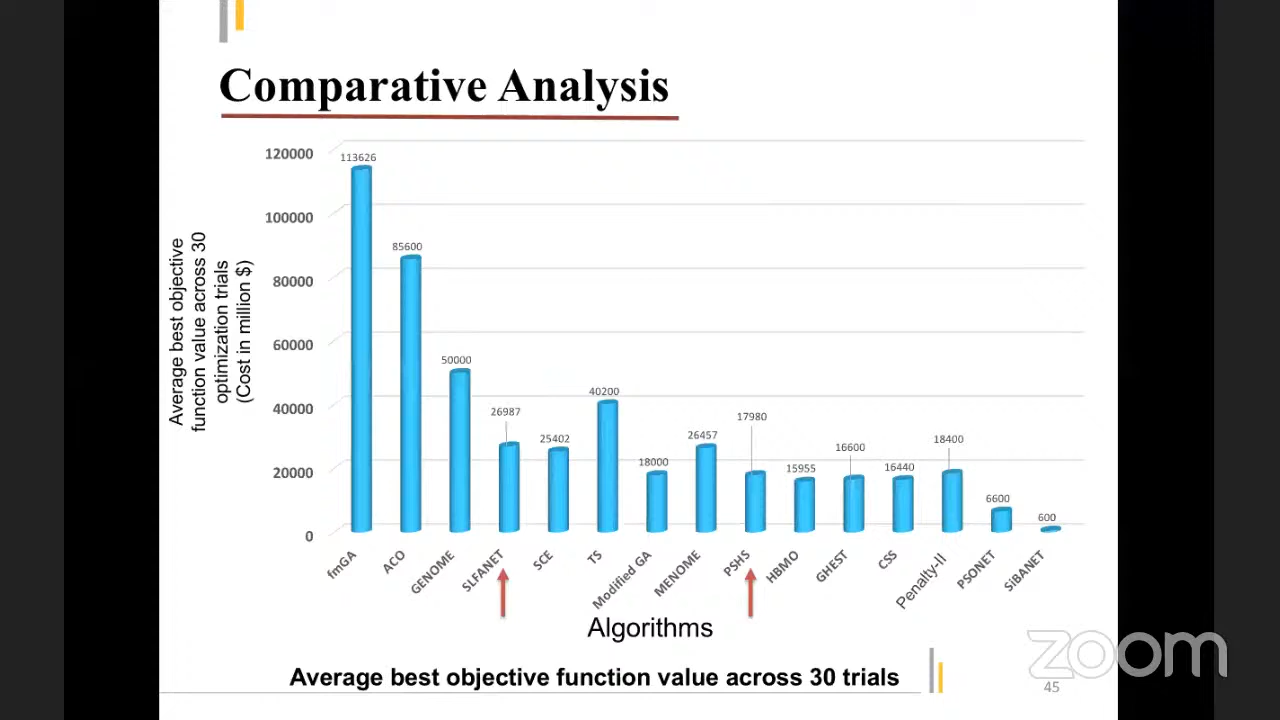 Comparative Analysis
Average best objective
function value across 30
optimization trials
(Cost in million $)
120000
100000
80000
60000
40000
20000
0
113626
85600
50000
26987
25402
40200
18000
26457
17980
15955
16600
16440
18400
6600
600
fmGA
ACO
GENOME
SLFANET
SCE
TS
Modified GA
MENOME
PSHS
HBMO
GHEST
CSS
Penalty-II
PSONET
SiBANET
Algorithms
Average best objective function value across 30 trials
zoom
45